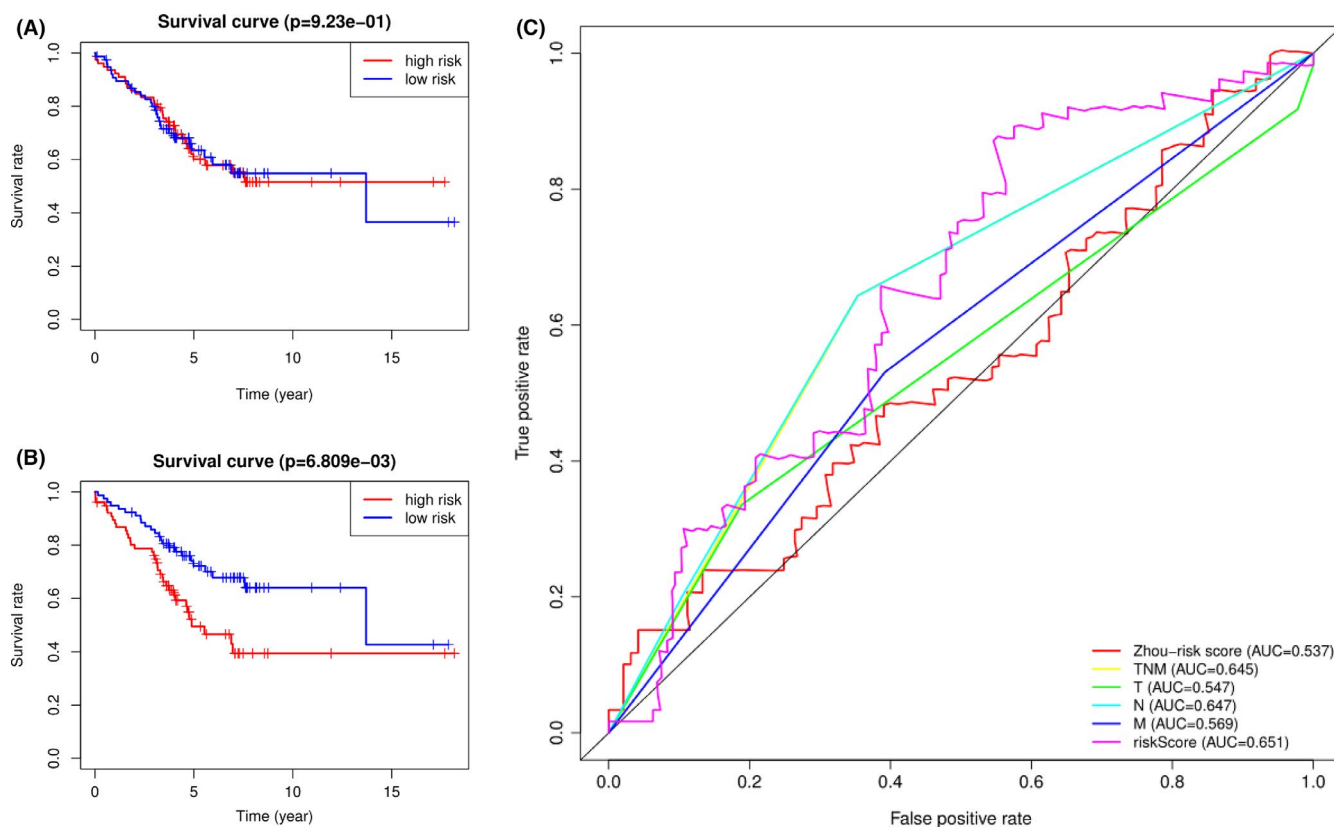 (A)
Survival curve (p=9.23e−01)
high risk
low risk
Survival rate
1.0
0.8
0.6
0.4
0.2
0.0
0 5 10 15
Time (year)
(B)
Survival curve (p=6.809e−03)
high risk
low risk
Survival rate
1.0
0.8
0.6
0.4
0.2
0.0
0 5 10 15
Time (year)
(C)
True positive rate
1.0
0.8
0.6
0.4
0.2
0.0
Zhou−risk score (AUC=0.537)
TNM (AUC=0.645)
T (AUC=0.547)
N (AUC=0.647)
M (AUC=0.569)
riskScore (AUC=0.651)
0.0 0.2 0.4 0.6 0.8 1.0
False positive rate